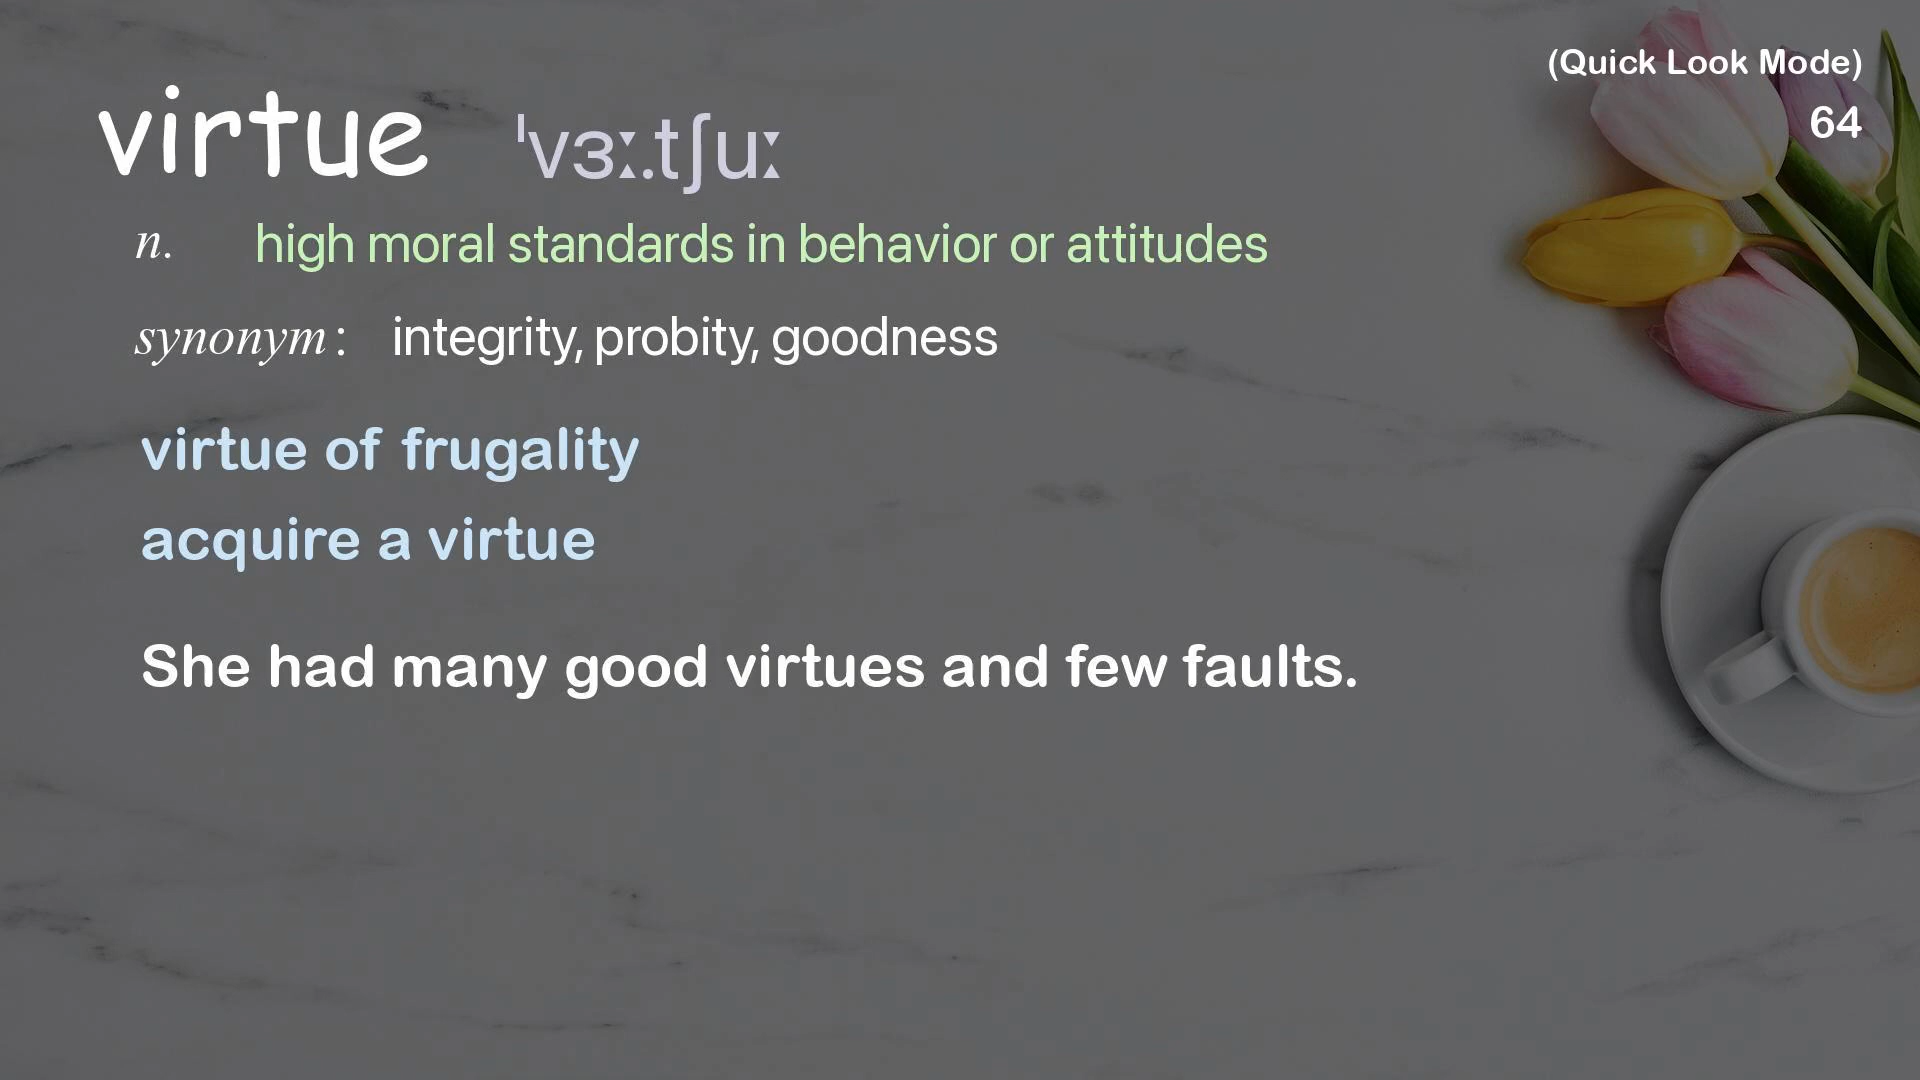 (Quick Look Mode)
64
virtue ˈvɜː.tʃuː
n. high moral standards in behavior or attitudes
synonym: integrity, probity, goodness
virtue of frugality
acquire a virtue
She had many good virtues and few faults.